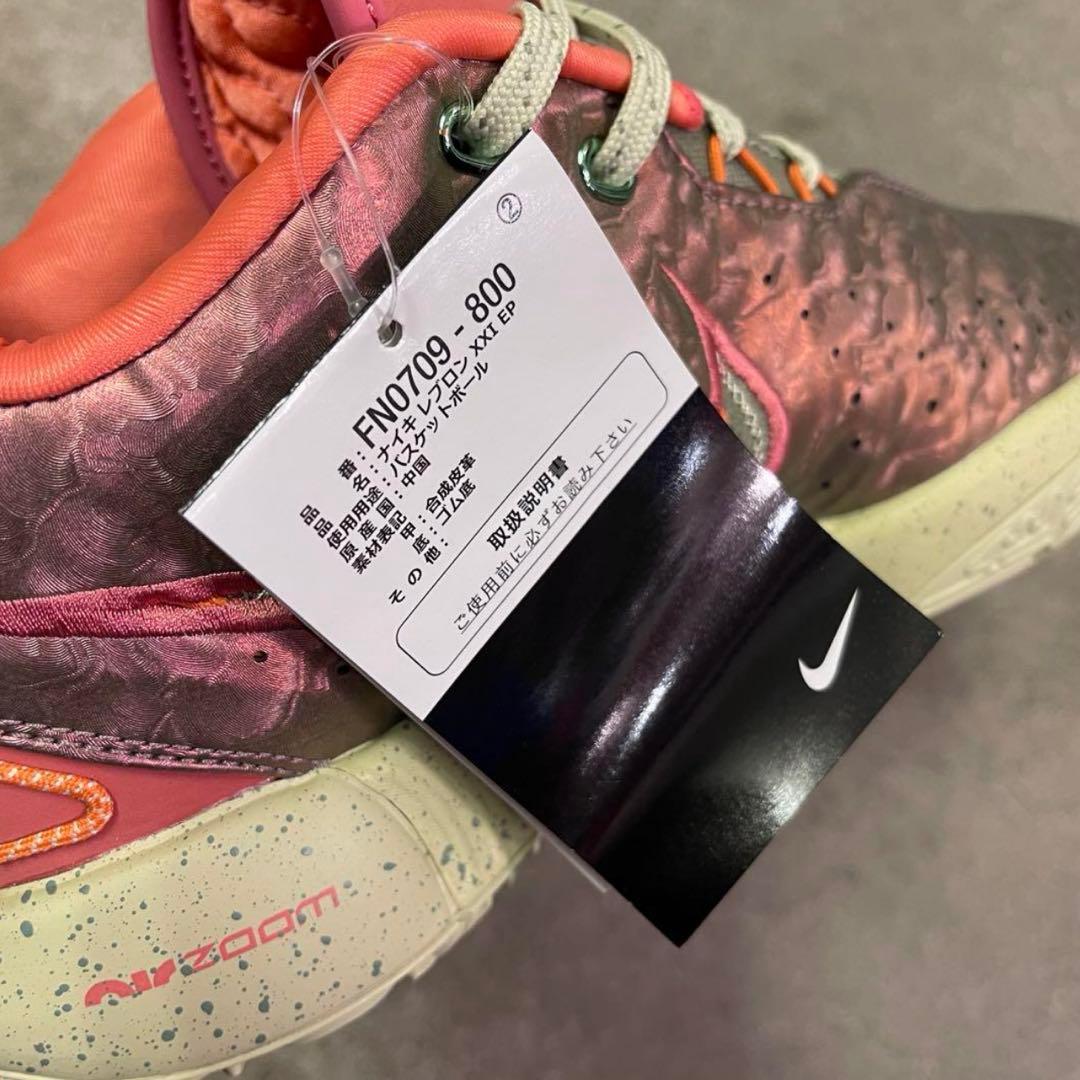 ②
品番:FN0709-800
品名:ナイキ レブロン XXI EP
使用用途:バスケットボール
原産国:中国
素材表記 甲:合成皮革
底:ゴム底
その他:
取扱説明書
ご使用前に必ずお読み下さい
AIR ZOOM